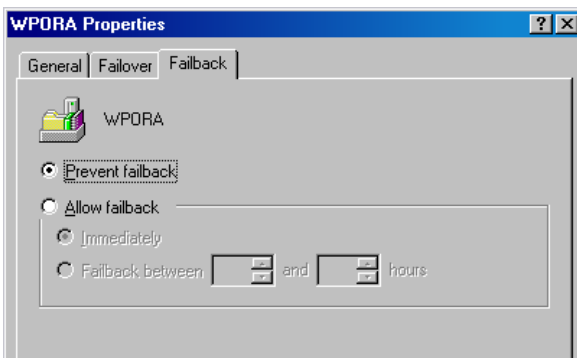 WPORA Properties
General Failover Failback
WPORA
Prevent failback
Allow failback
Immediately
Failback between and hours